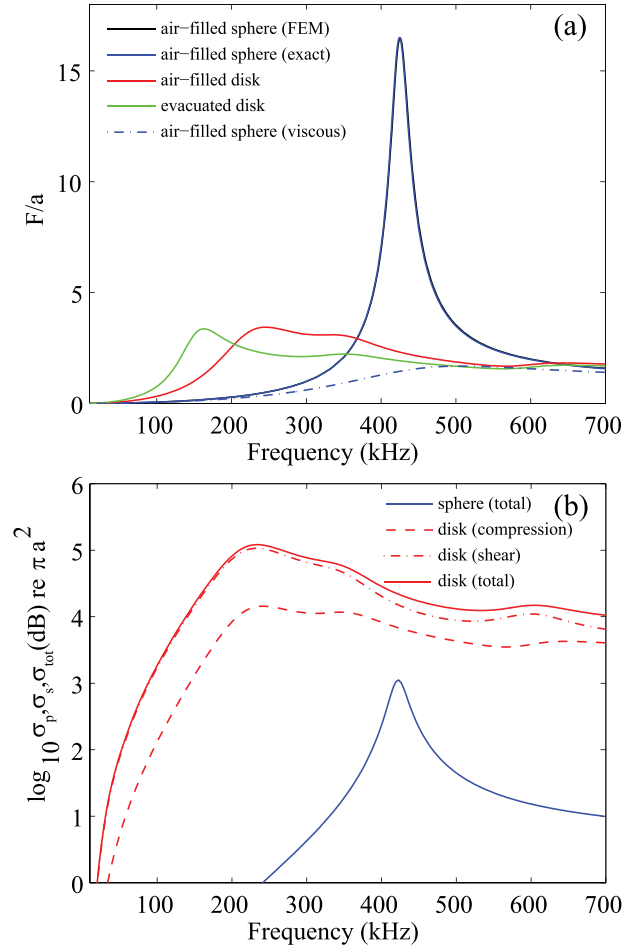 (a)
air−filled sphere (FEM)
air−filled sphere (exact)
air−filled disk
evacuated disk
air−filled sphere (viscous)
F/a
15
10
5
0
100 200 300 400 500 600 700
Frequency (kHz)
(b)
sphere (total)
disk (compression)
disk (shear)
disk (total)
log10 σp,σs,σtot(dB) re π a2
6
5
4
3
2
1
0
100 200 300 400 500 600 700
Frequency (kHz)